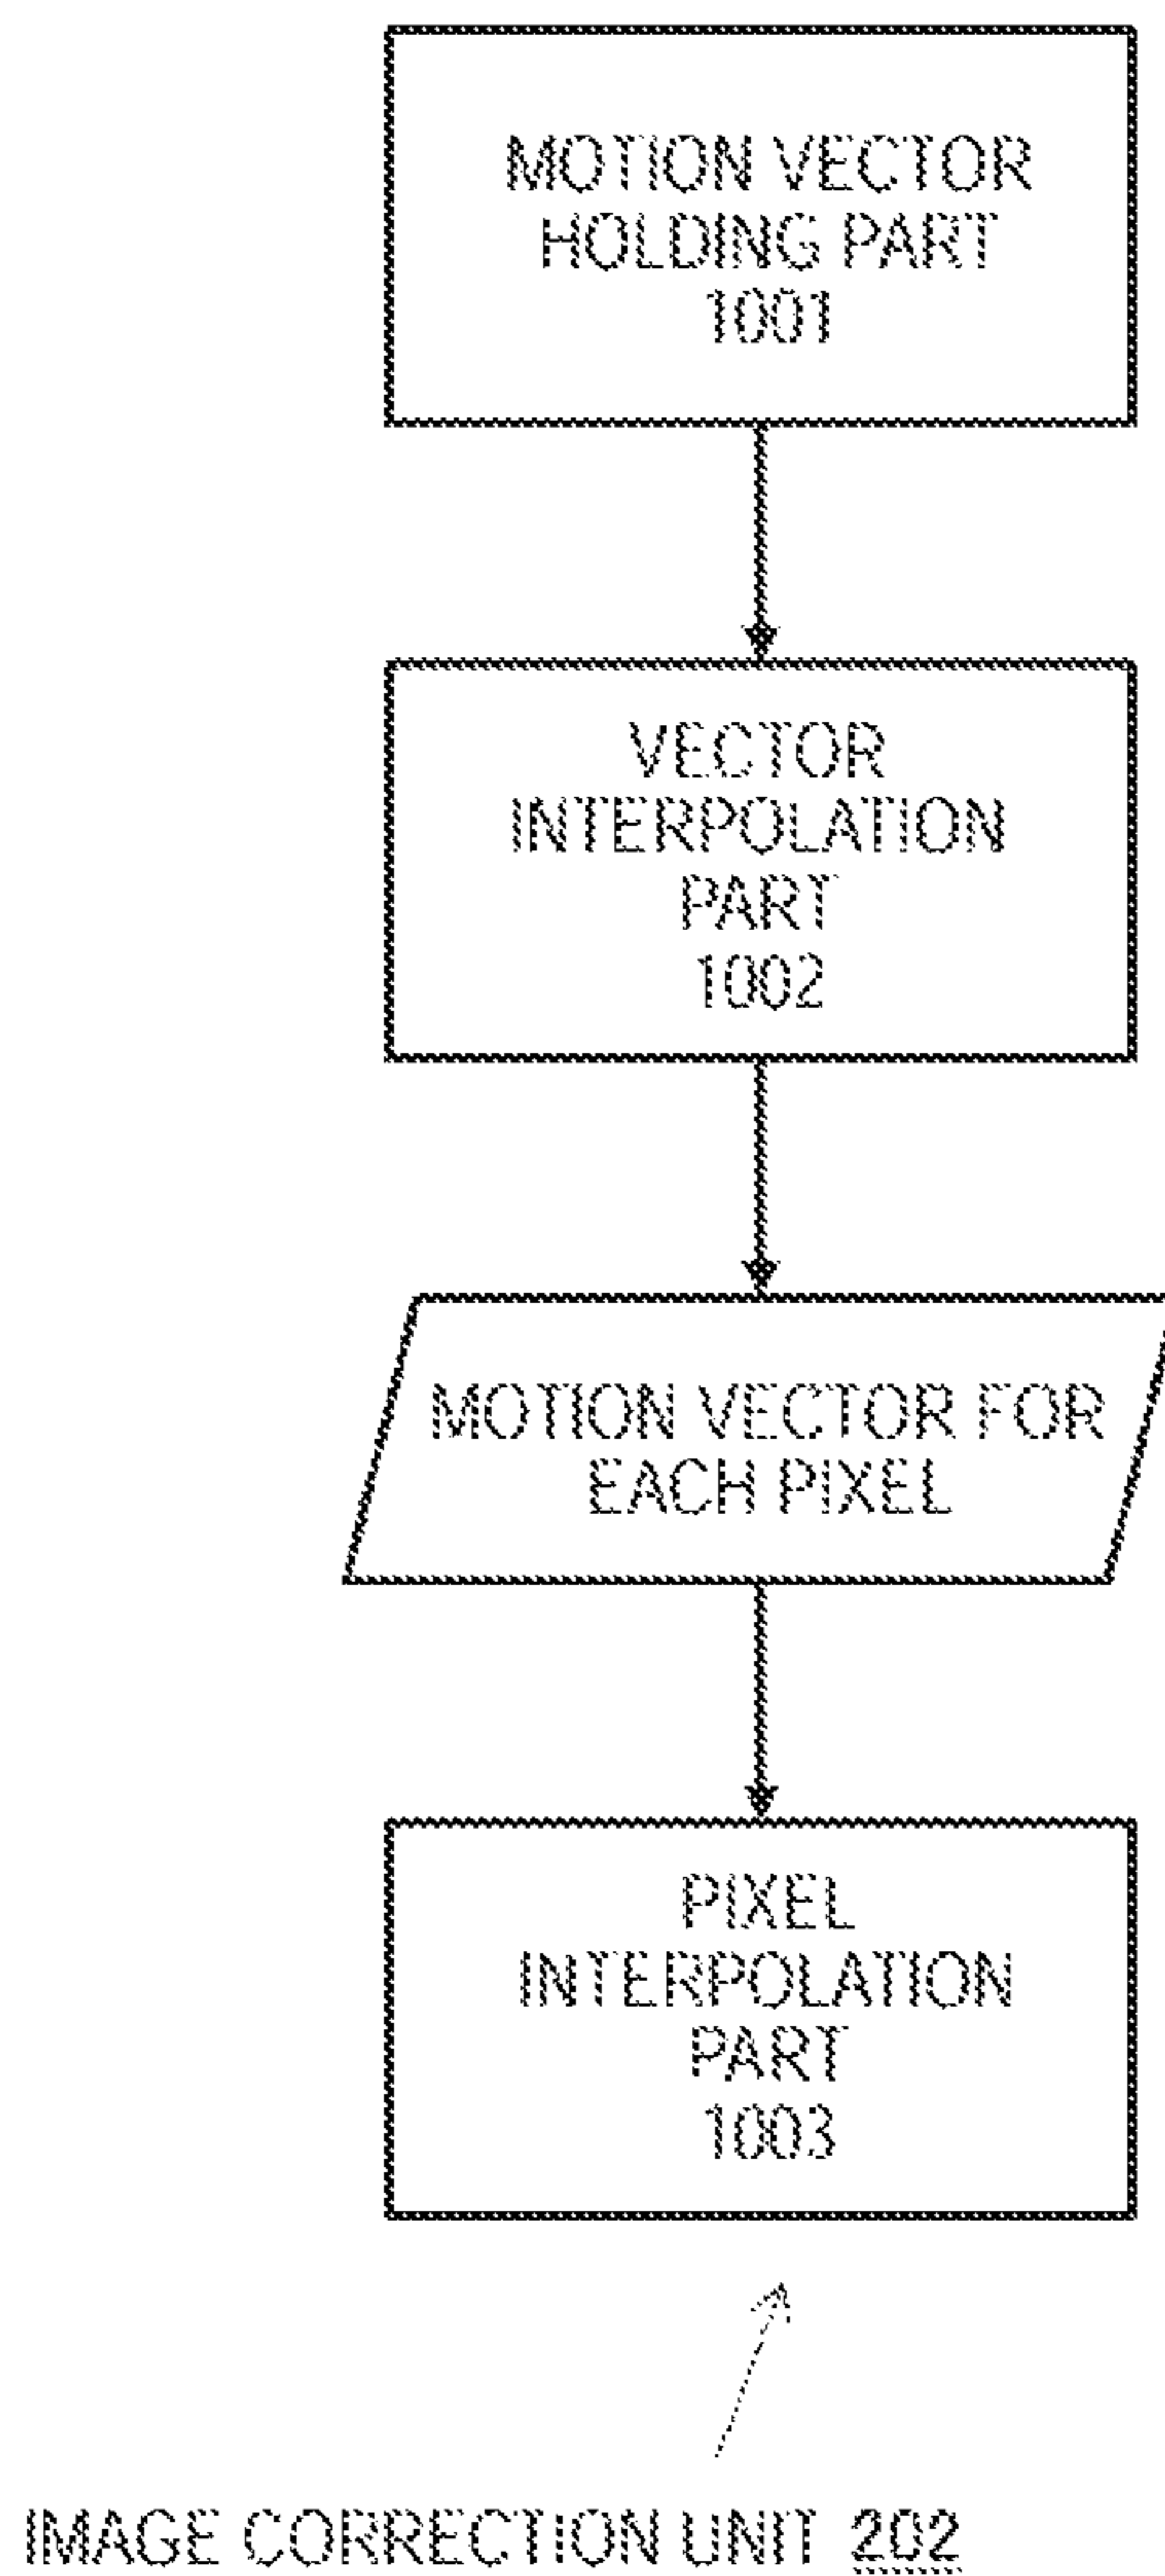 MOTION VECTOR
HOLDING PART
1001
VECTOR
INTERPOLATION
PART
1002
MOTION VECTOR FOR
EACH PIXEL
PIXEL
INTERPOLATION
PART
1003
IMAGE CORRECTION UNIT 202